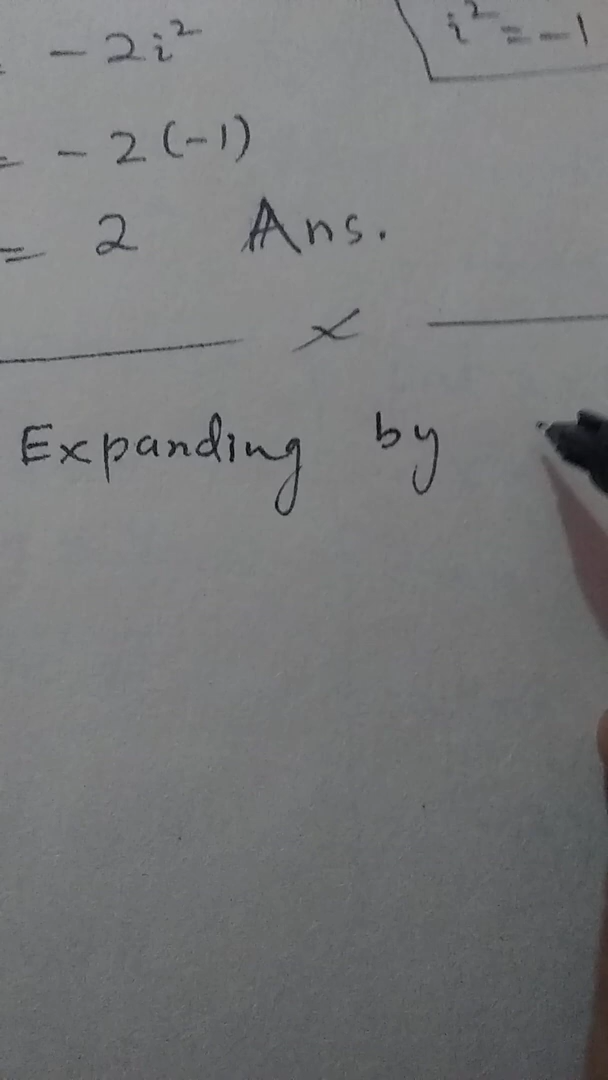 = -2i²
i² = -1
= -2(-1)
= 2 Ans.
×
Expanding by